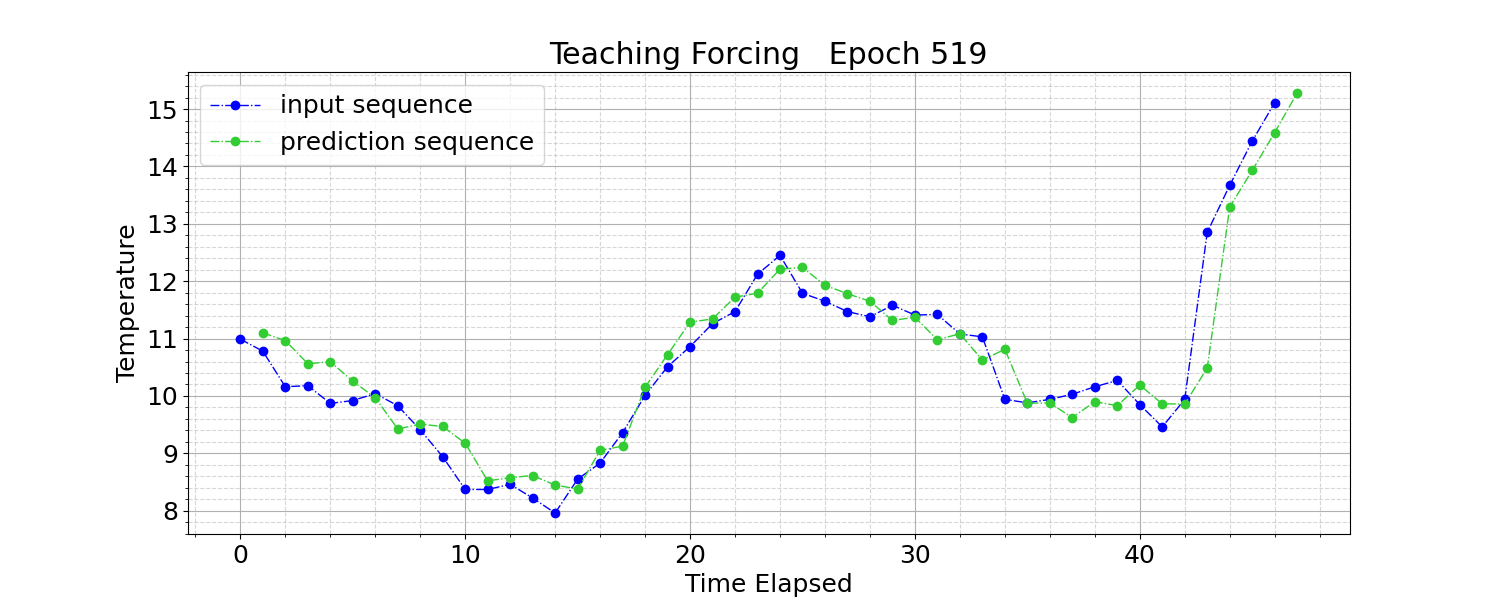 Teaching Forcing   Epoch 519
input sequence
prediction sequence
15
14
13
12
11
10
9
8
Temperature
0 10 20 30 40
Time Elapsed